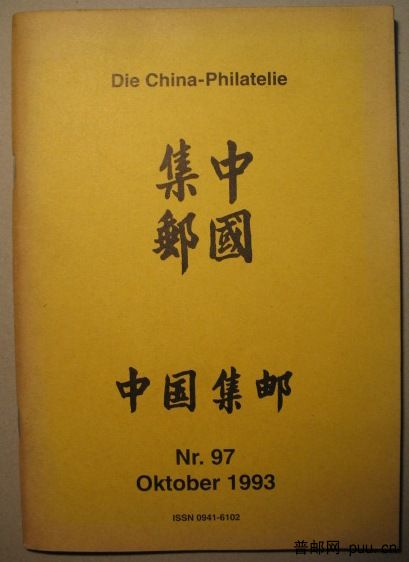 Die China-Philatelie
中國
集郵
中国集邮
Nr. 97
Oktober 1993
ISSN 0941-6102
普邮网 puu.cn